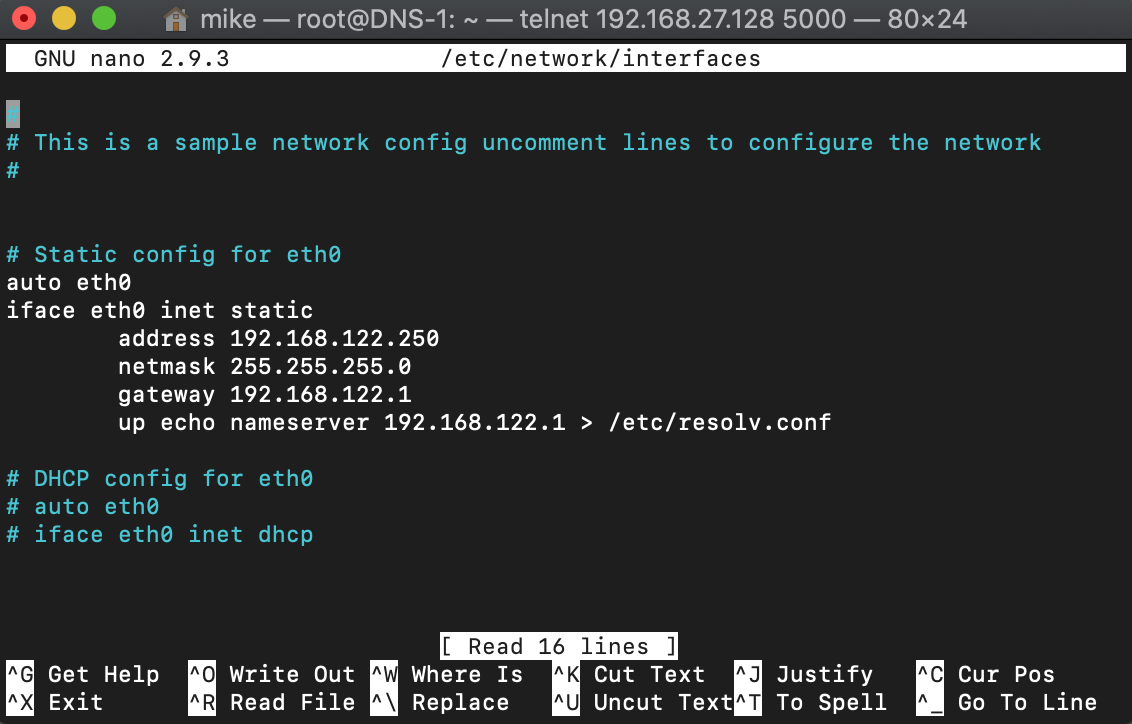 mike — root@DNS-1: ~ — telnet 192.168.27.128 5000 — 80×24
GNU nano 2.9.3 /etc/network/interfaces
#
# This is a sample network config uncomment lines to configure the network
#
# Static config for eth0
auto eth0
iface eth0 inet static
address 192.168.122.250
netmask 255.255.255.0
gateway 192.168.122.1
up echo nameserver 192.168.122.1 > /etc/resolv.conf
# DHCP config for eth0
# auto eth0
# iface eth0 inet dhcp
[ Read 16 lines ]
^G Get Help ^O Write Out ^W Where Is ^K Cut Text ^J Justify ^C Cur Pos
^X Exit ^R Read File ^\ Replace ^U Uncut Text^T To Spell ^_ Go To Line